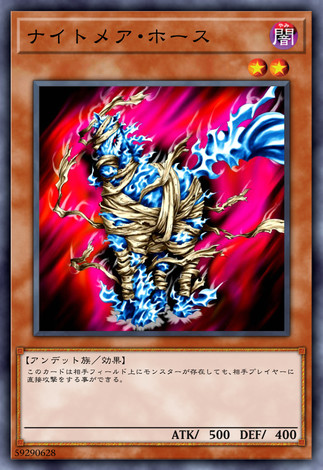 ナイトメア・ホース
やみ
闇
【アンデット族／効果】
このカードは相手フィールド上にモンスターが存在しても、相手プレイヤーに
直接攻撃をする事ができる。
ATK/ 500 DEF/ 400
59290628